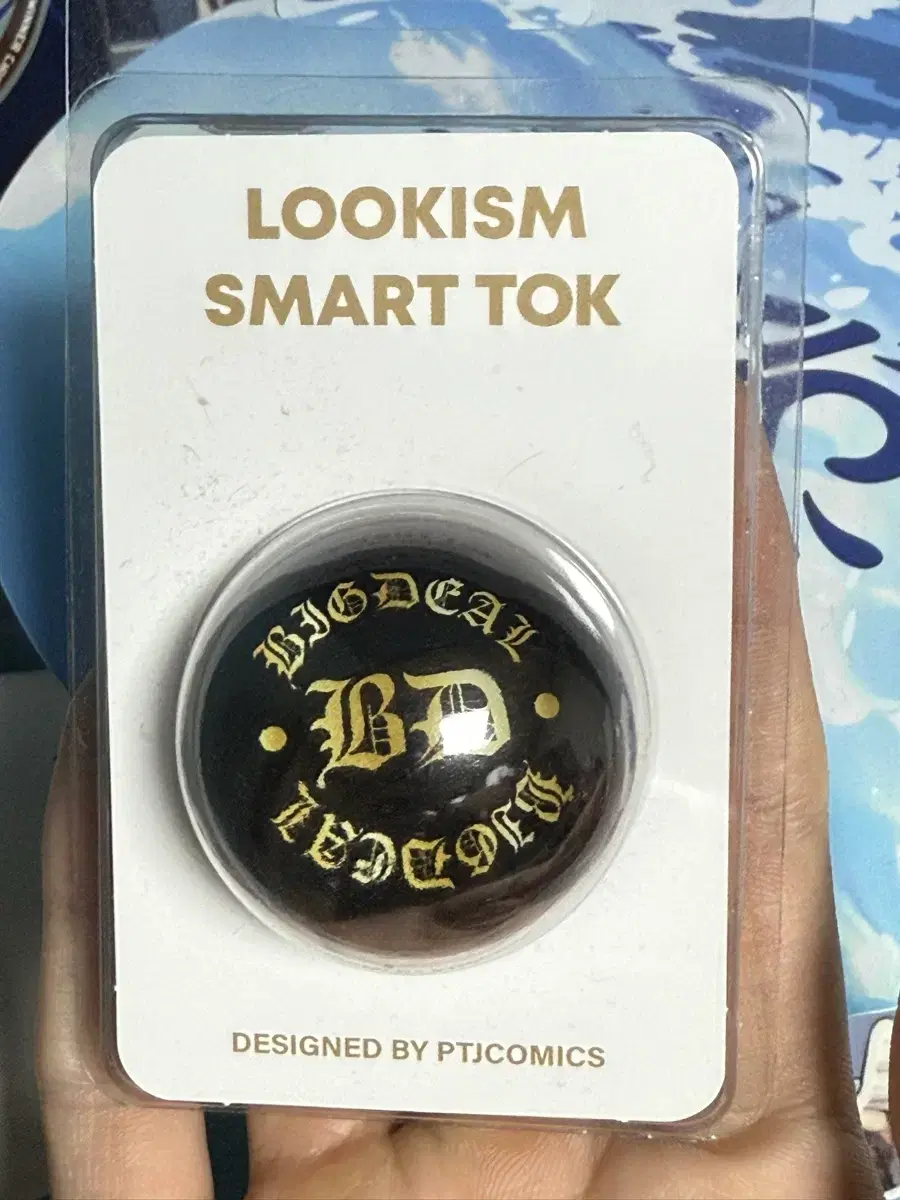 LOOKISM
SMART TOK
BIGDEAL
BD
BIGDEAL
DESIGNED BY PTJCOMICS